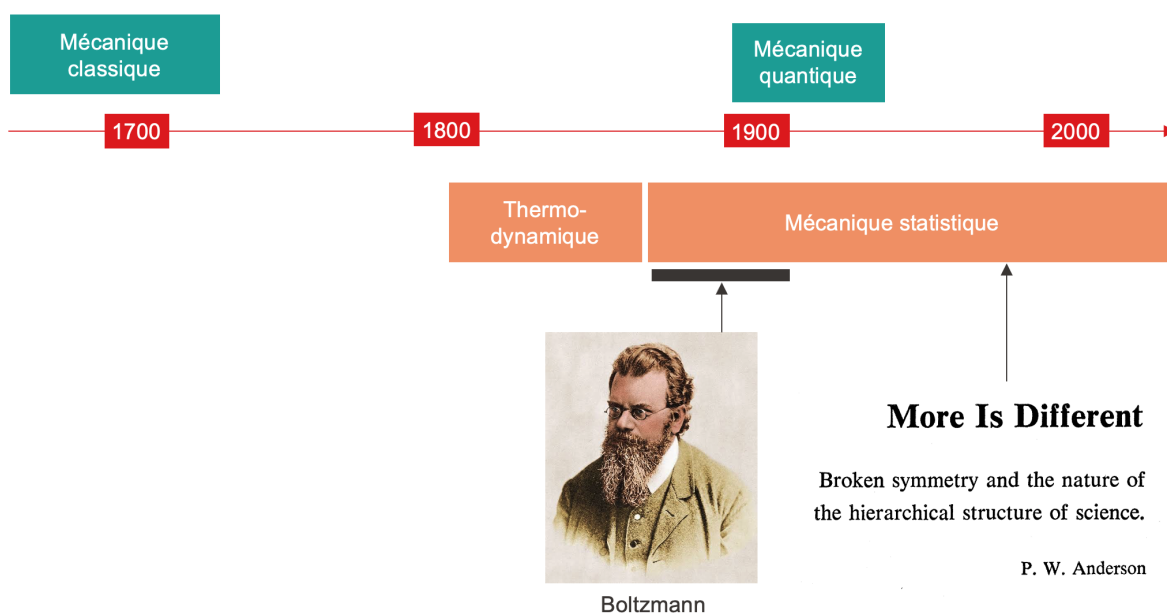 Mécanique
classique
Mécanique
quantique
1700
1800
1900
2000
Thermo-
dynamique
Mécanique statistique
More Is Different
Broken symmetry and the nature of
the hierarchical structure of science.
P. W. Anderson
Boltzmann